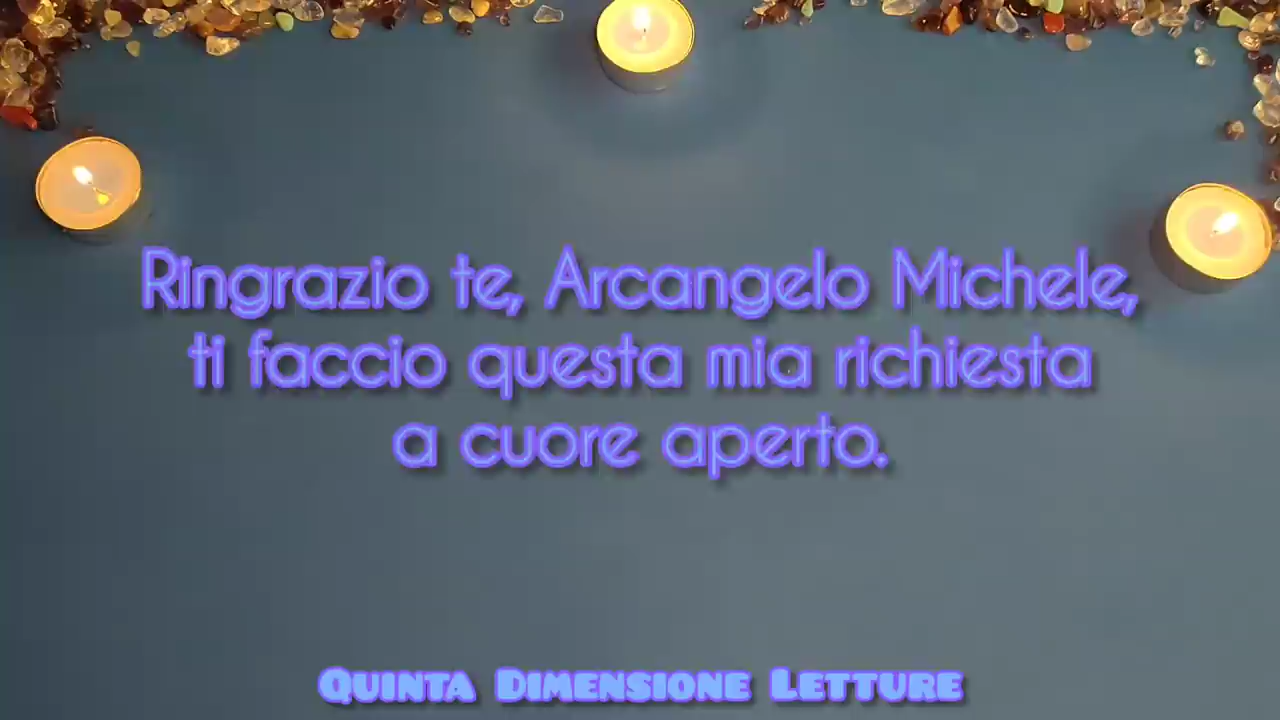 Ringrazio te, Arcangelo Michele,
ti faccio questa mia richiesta
a cuore aperto.
Quinta Dimensione Letture